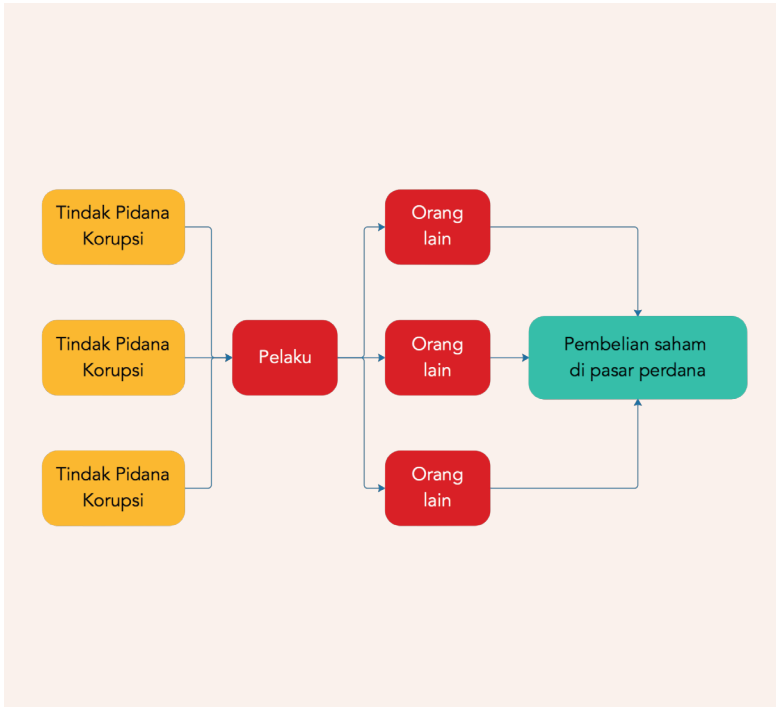 Tindak Pidana
Korupsi
Tindak Pidana
Korupsi
Tindak Pidana
Korupsi
Pelaku
Orang
lain
Orang
lain
Orang
lain
Pembelian saham
di pasar perdana